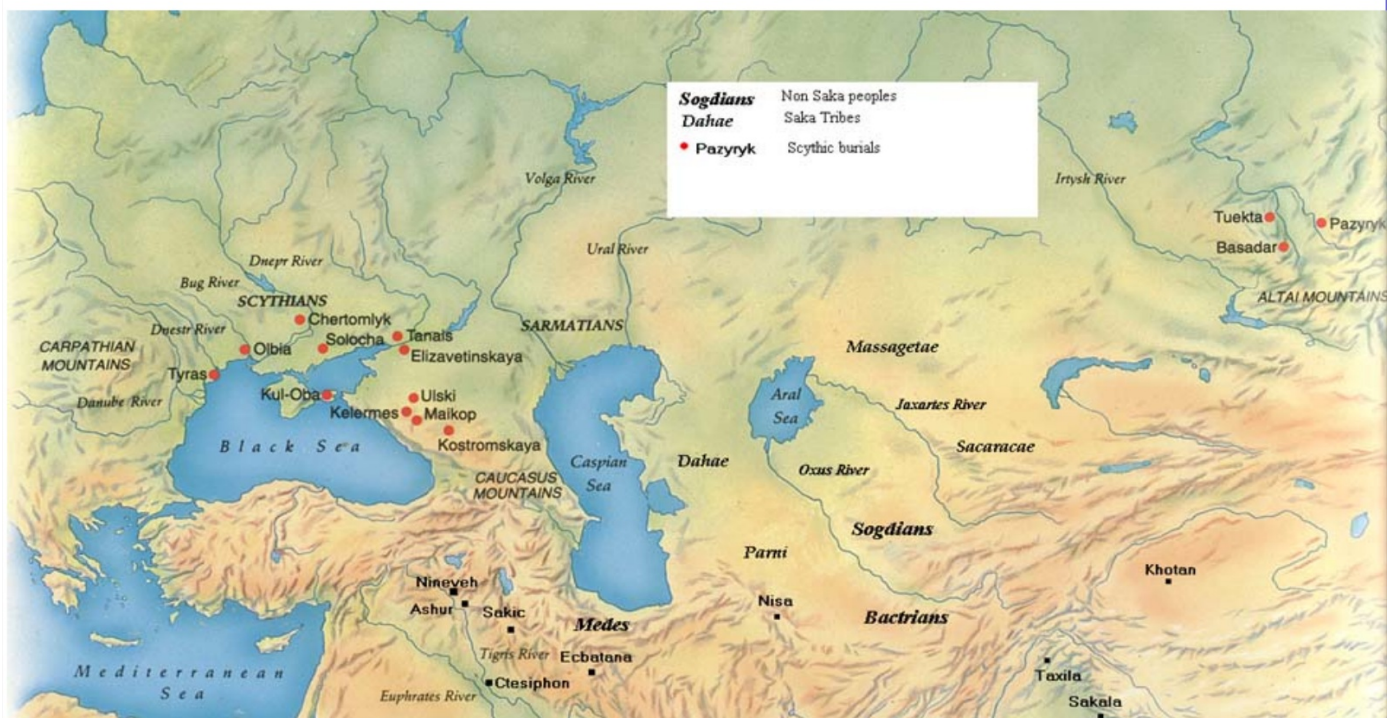 Sogdians Non Saka peoples
Dahae Saka Tribes
Pazyryk Scythic burials
Volga River
Irtysh River
Tuekta
Pazyryk
Basadar
Ural River
Dnepr River
Bug River
SCYTHIANS
ALTAI MOUNTAINS
Chertomlyk
Dnestr River
SARMATIANS
Tanais
Solocha
CARPATHIAN
MOUNTAINS
Olbia
Elizavetinskaya
Massagetae
Tyras
Kul-Oba
Ulski
Aral
Sea
Danube River
Kelermes
Maikop
Jaxartes River
Kostromskaya
Black Sea
Sacaracae
Dahae
Caspian
Sea
Oxus River
CAUCASUS
MOUNTAINS
Sogdians
Parni
Khotan
Nineveh
Ashur
Sakic
Nisa
Medes
Bactrians
Tigris River
Ecbatana
Mediterranean
Sea
Ctesiphon
Euphrates River
Taxila
Sakala